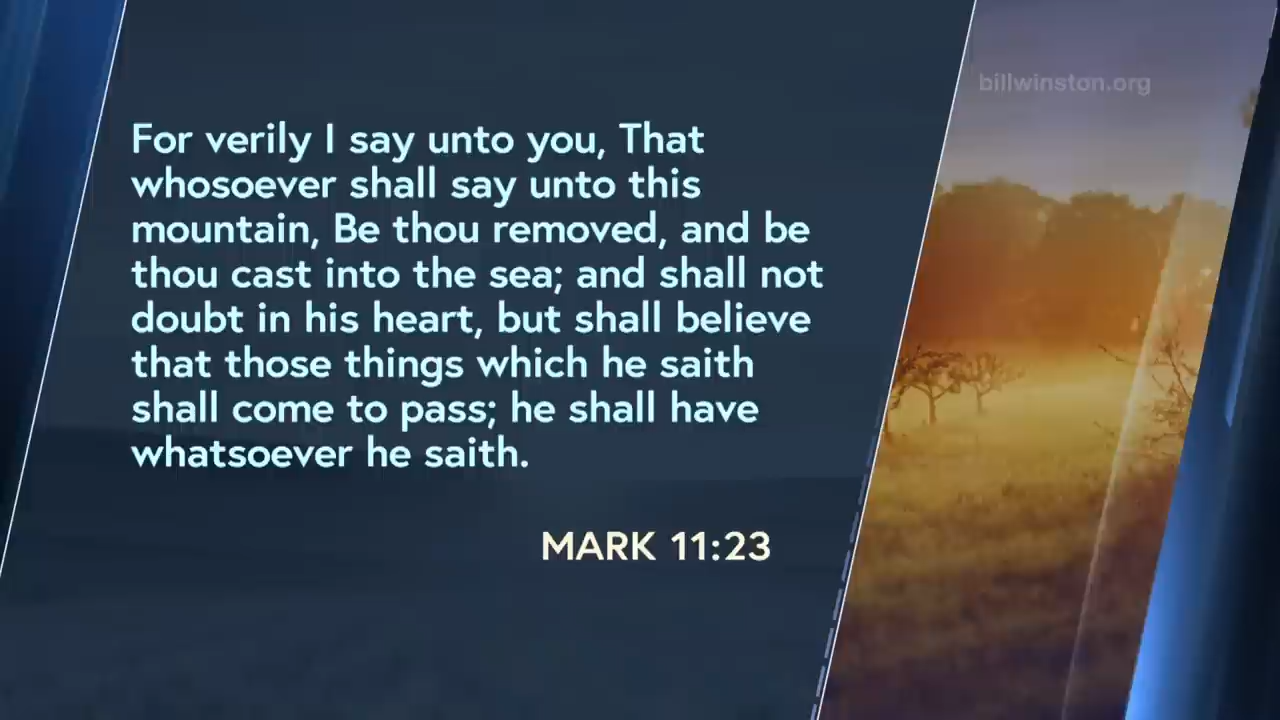 billwinston.org
For verily I say unto you, That
whosoever shall say unto this
mountain, Be thou removed, and be
thou cast into the sea; and shall not
doubt in his heart, but shall believe
that those things which he saith
shall come to pass; he shall have
whatsoever he saith.
MARK 11:23